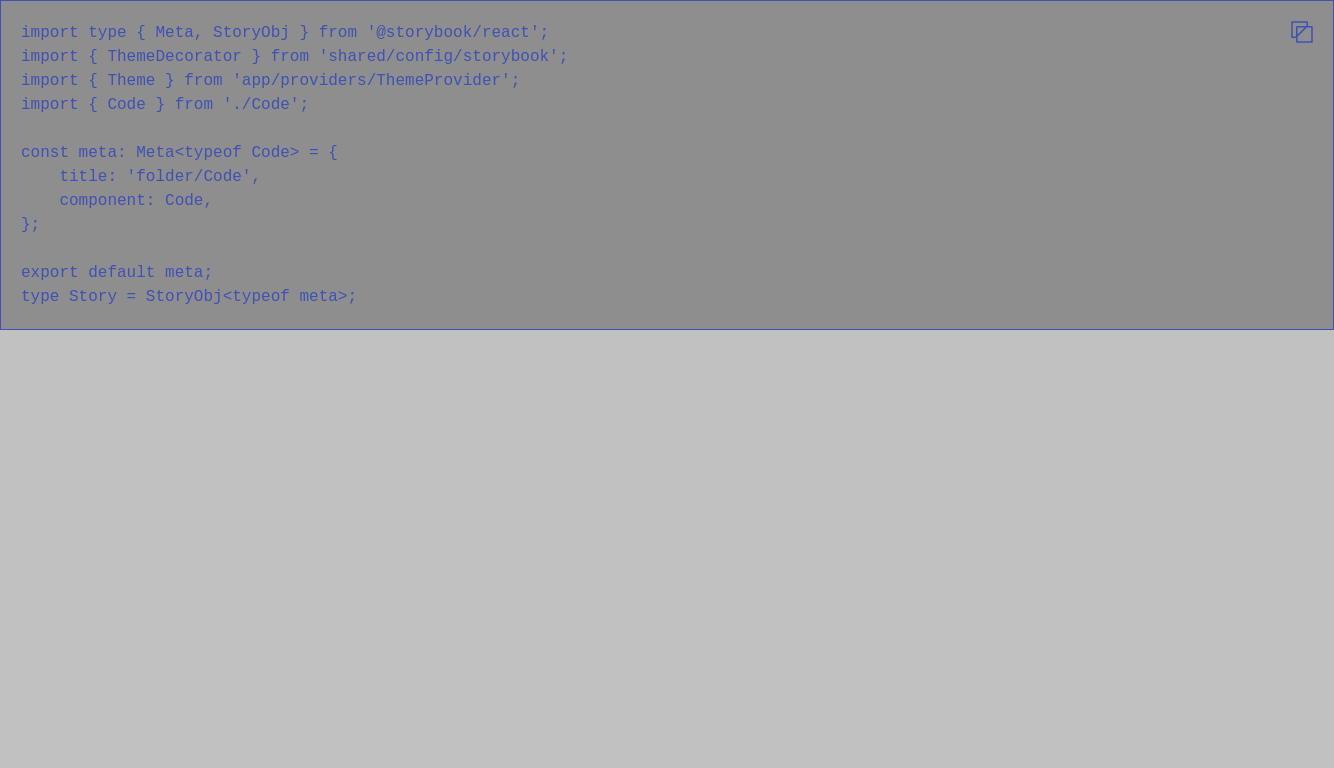 import type { Meta, StoryObj } from '@storybook/react';
import { ThemeDecorator } from 'shared/config/storybook';
import { Theme } from 'app/providers/ThemeProvider';
import { Code } from './Code';

const meta: Meta<typeof Code> = {
    title: 'folder/Code',
    component: Code,
};

export default meta;
type Story = StoryObj<typeof meta>;